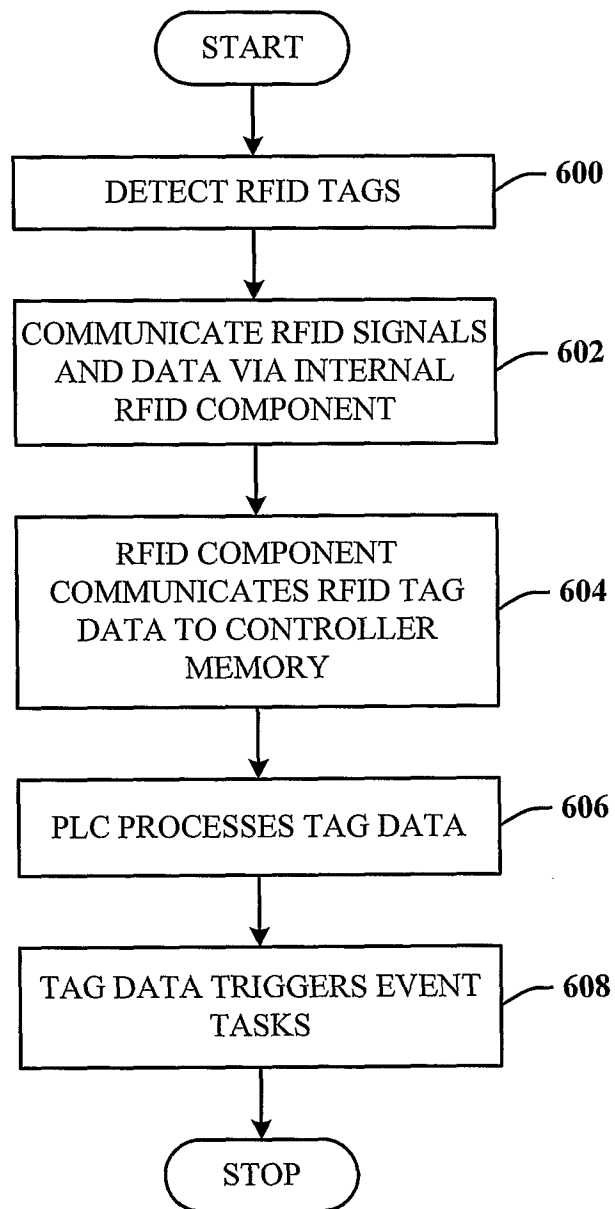 START
DETECT RFID TAGS
600
COMMUNICATE RFID SIGNALS
AND DATA VIA INTERNAL
RFID COMPONENT
602
RFID COMPONENT
COMMUNICATES RFID TAG
DATA TO CONTROLLER
MEMORY
604
PLC PROCESSES TAG DATA
606
TAG DATA TRIGGERS EVENT
TASKS
608
STOP